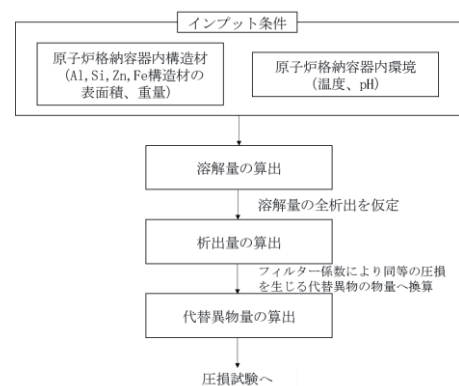 インプット条件
原子炉格納容器内構造材
(Al,Si,Zn,Fe構造材の
表面積、重量)
原子炉格納容器内環境
(温度、pH)
溶解量の算出
溶解量の全析出を仮定
析出量の算出
フィルター係数により同等の圧損
を生じる代替異物の物量へ換算
代替異物量の算出
圧損試験へ